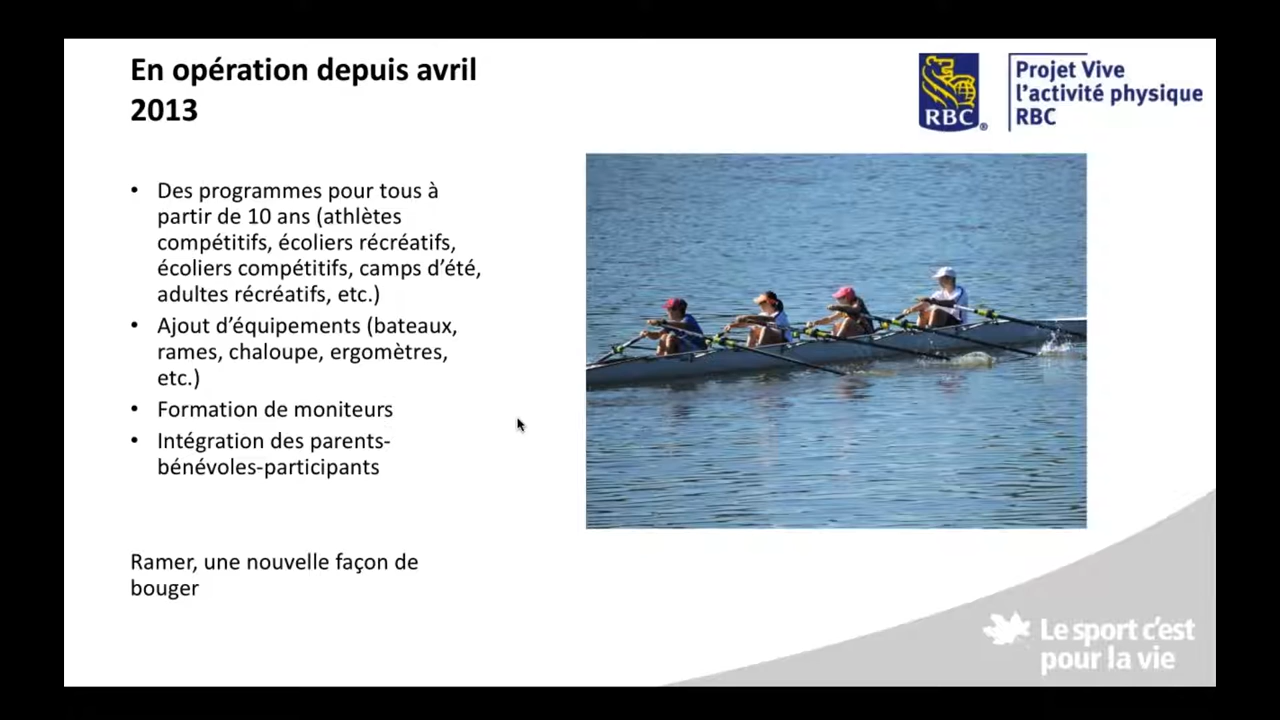 En opération depuis avril
2013
RBC®
Projet Vive
l'activité physique
RBC
• Des programmes pour tous à
partir de 10 ans (athlètes
compétitifs, écoliers récréatifs,
écoliers compétitifs, camps d'été,
adultes récréatifs, etc.)
• Ajout d'équipements (bateaux,
rames, chaloupe, ergomètres,
etc.)
• Formation de moniteurs
• Intégration des parents-
bénévoles-participants
Ramer, une nouvelle façon de
bouger
Le sport c'est
pour la vie